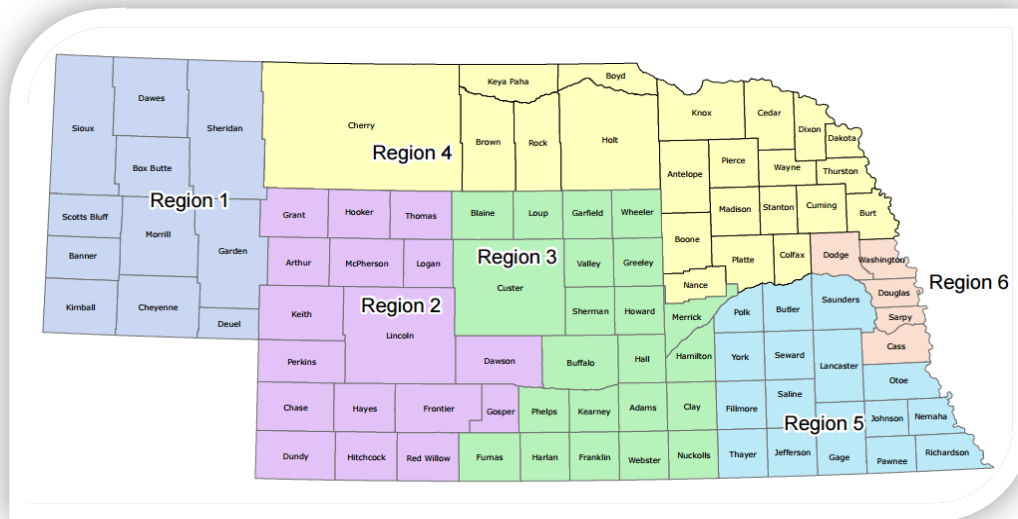 Boyd
Keya Paha
Dawes
Knox
Cedar
Sioux
Sheridan
Cherry
Dixon
Dakota
Brown
Rock
Holt
Region 4
Pierce
Box Butte
Antelope
Wayne
Thurston
Region 1
Scotts Bluff
Grant
Hooker
Thomas
Blaine
Loup
Garfield
Wheeler
Madison
Stanton
Cuming
Burt
Morrill
Garden
Boone
Banner
Arthur
McPherson
Logan
Region 3
Valley
Greeley
Platte
Colfax
Dodge
Washington
Custer
Nance
Region 6
Douglas
Kimball
Cheyenne
Region 2
Keith
Sherman
Howard
Merrick
Polk
Butler
Saunders
Sarpy
Deuel
Lincoln
Cass
Perkins
Dawson
Buffalo
Hall
Hamilton
York
Seward
Lancaster
Otoe
Saline
Chase
Hayes
Frontier
Gosper
Phelps
Kearney
Adams
Clay
Fillmore
Region 5
Johnson
Nemaha
Dundy
Hitchcock
Red Willow
Furnas
Harlan
Franklin
Webster
Nuckolls
Thayer
Jefferson
Gage
Pawnee
Richardson